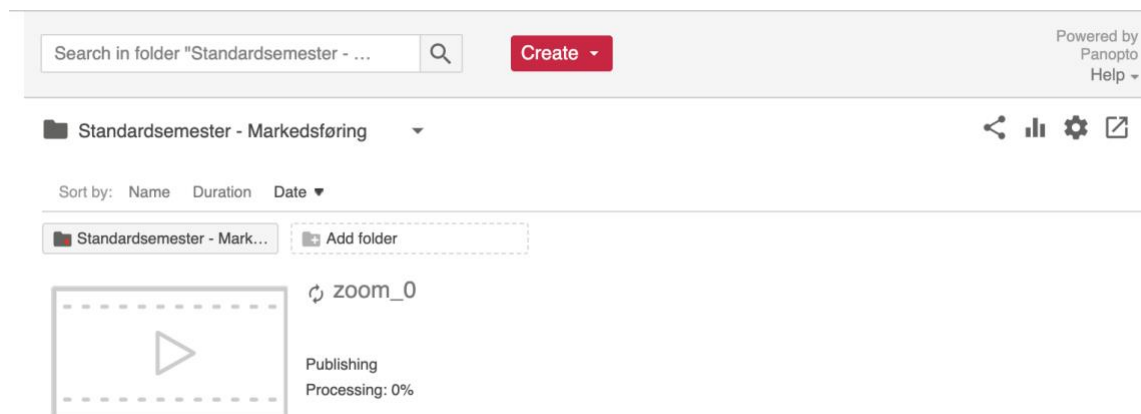 Search in folder "Standardsemester - ...
Create
Powered by
Panopto
Help
Standardsemester - Markedsføring
Sort by: Name Duration Date
Standardsemester - Mark...
Add folder
zoom_0
Publishing
Processing: 0%